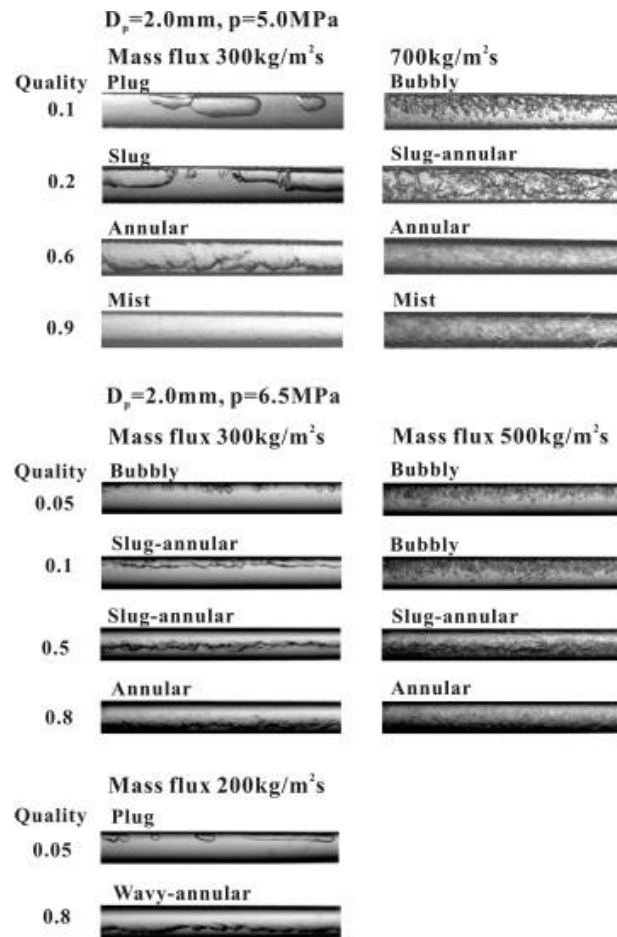 Dp=2.0mm, p=5.0MPa
Mass flux 300kg/m²s 700kg/m²s
Quality Plug Bubbly
0.1
Slug Slug-annular
0.2
Annular Annular
0.6
Mist Mist
0.9
Dp=2.0mm, p=6.5MPa
Mass flux 300kg/m²s Mass flux 500kg/m²s
Quality Bubbly Bubbly
0.05
Slug-annular Bubbly
0.1
Slug-annular Slug-annular
0.5
Annular Annular
0.8
Mass flux 200kg/m²s
Quality Plug
0.05
Wavy-annular
0.8